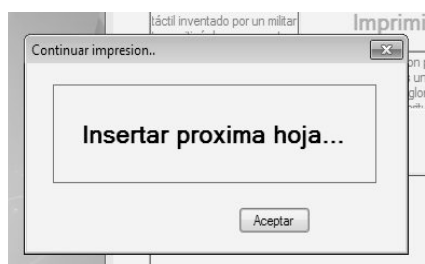 táctil inventado por un militar
Imprimi
Continuar impresion..
Insertar proxima hoja...
Aceptar